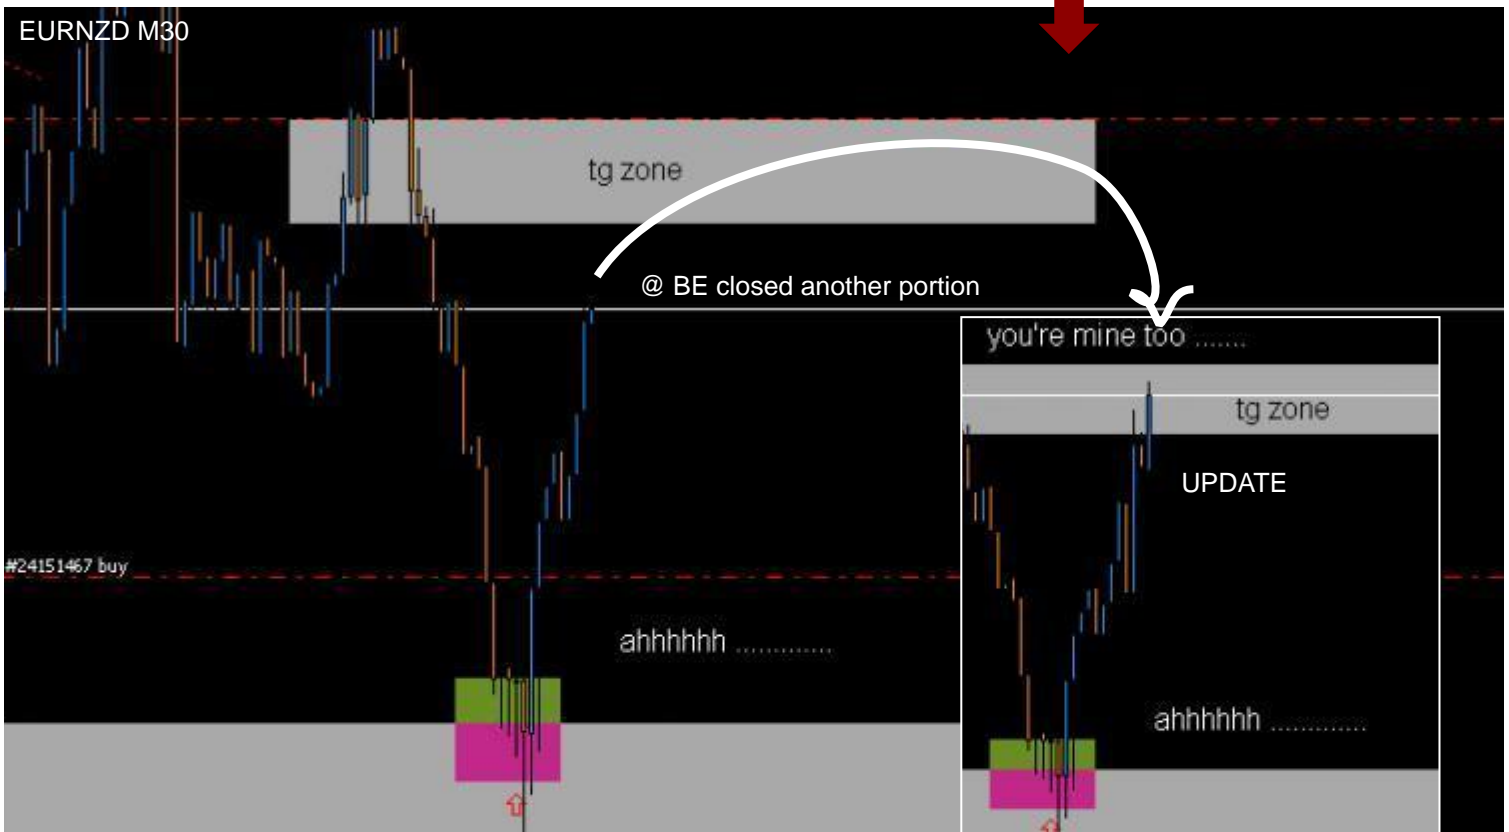 EURNZD M30
tg zone
@ BE closed another portion
you're mine too .......
tg zone
UPDATE
#24151467 buy
ahhhhhh .............
ahhhhhh .............